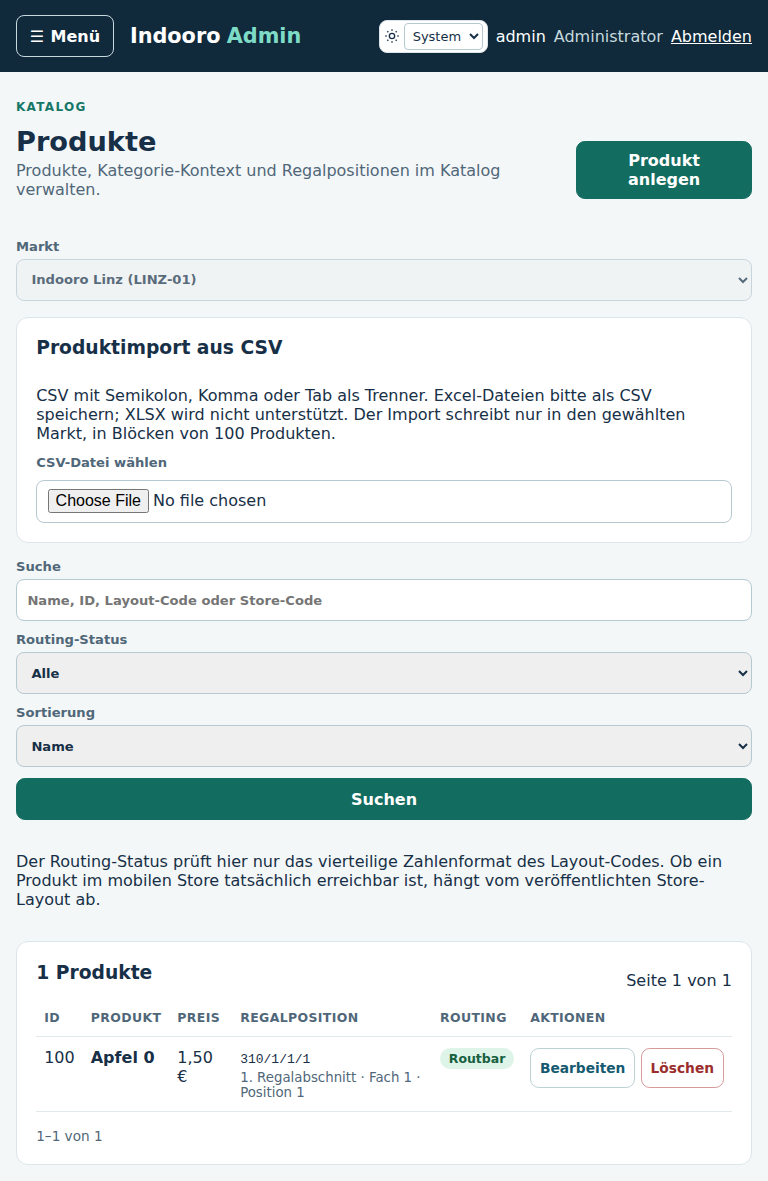 ☰ Menü
Indooro Admin
System
admin Administrator Abmelden
KATALOG
Produkte
Produkte, Kategorie-Kontext und Regalpositionen im Katalog
verwalten.
Produkt
anlegen
Markt
Indooro Linz (LINZ-01)
Produktimport aus CSV
CSV mit Semikolon, Komma oder Tab als Trenner. Excel-Dateien bitte als CSV
speichern; XLSX wird nicht unterstützt. Der Import schreibt nur in den gewählten
Markt, in Blöcken von 100 Produkten.
CSV-Datei wählen
Choose File No file chosen
Suche
Name, ID, Layout-Code oder Store-Code
Routing-Status
Alle
Sortierung
Name
Suchen
Der Routing-Status prüft hier nur das vierteilige Zahlenformat des Layout-Codes. Ob ein
Produkt im mobilen Store tatsächlich erreichbar ist, hängt vom veröffentlichten Store-
Layout ab.
1 Produkte
Seite 1 von 1
ID PRODUKT PREIS REGALPOSITION ROUTING AKTIONEN
100 Apfel 0 1,50 € 310/1/1/1 Routbar Bearbeiten Löschen
1. Regalabschnitt · Fach 1 ·
Position 1
1–1 von 1